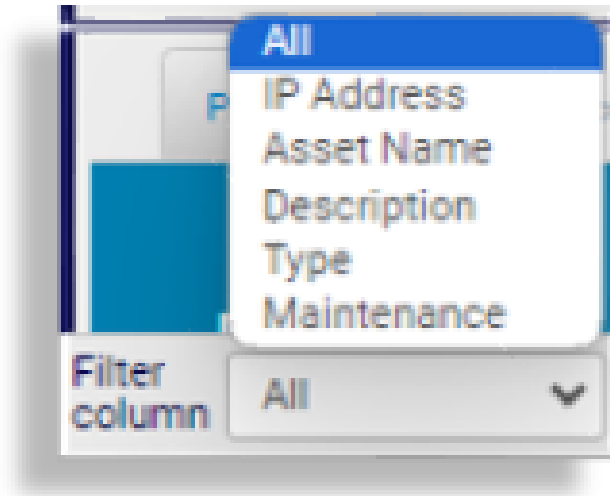 All
P
IP Address
Asset Name
Description
Type
Maintenance
Filter
column
All